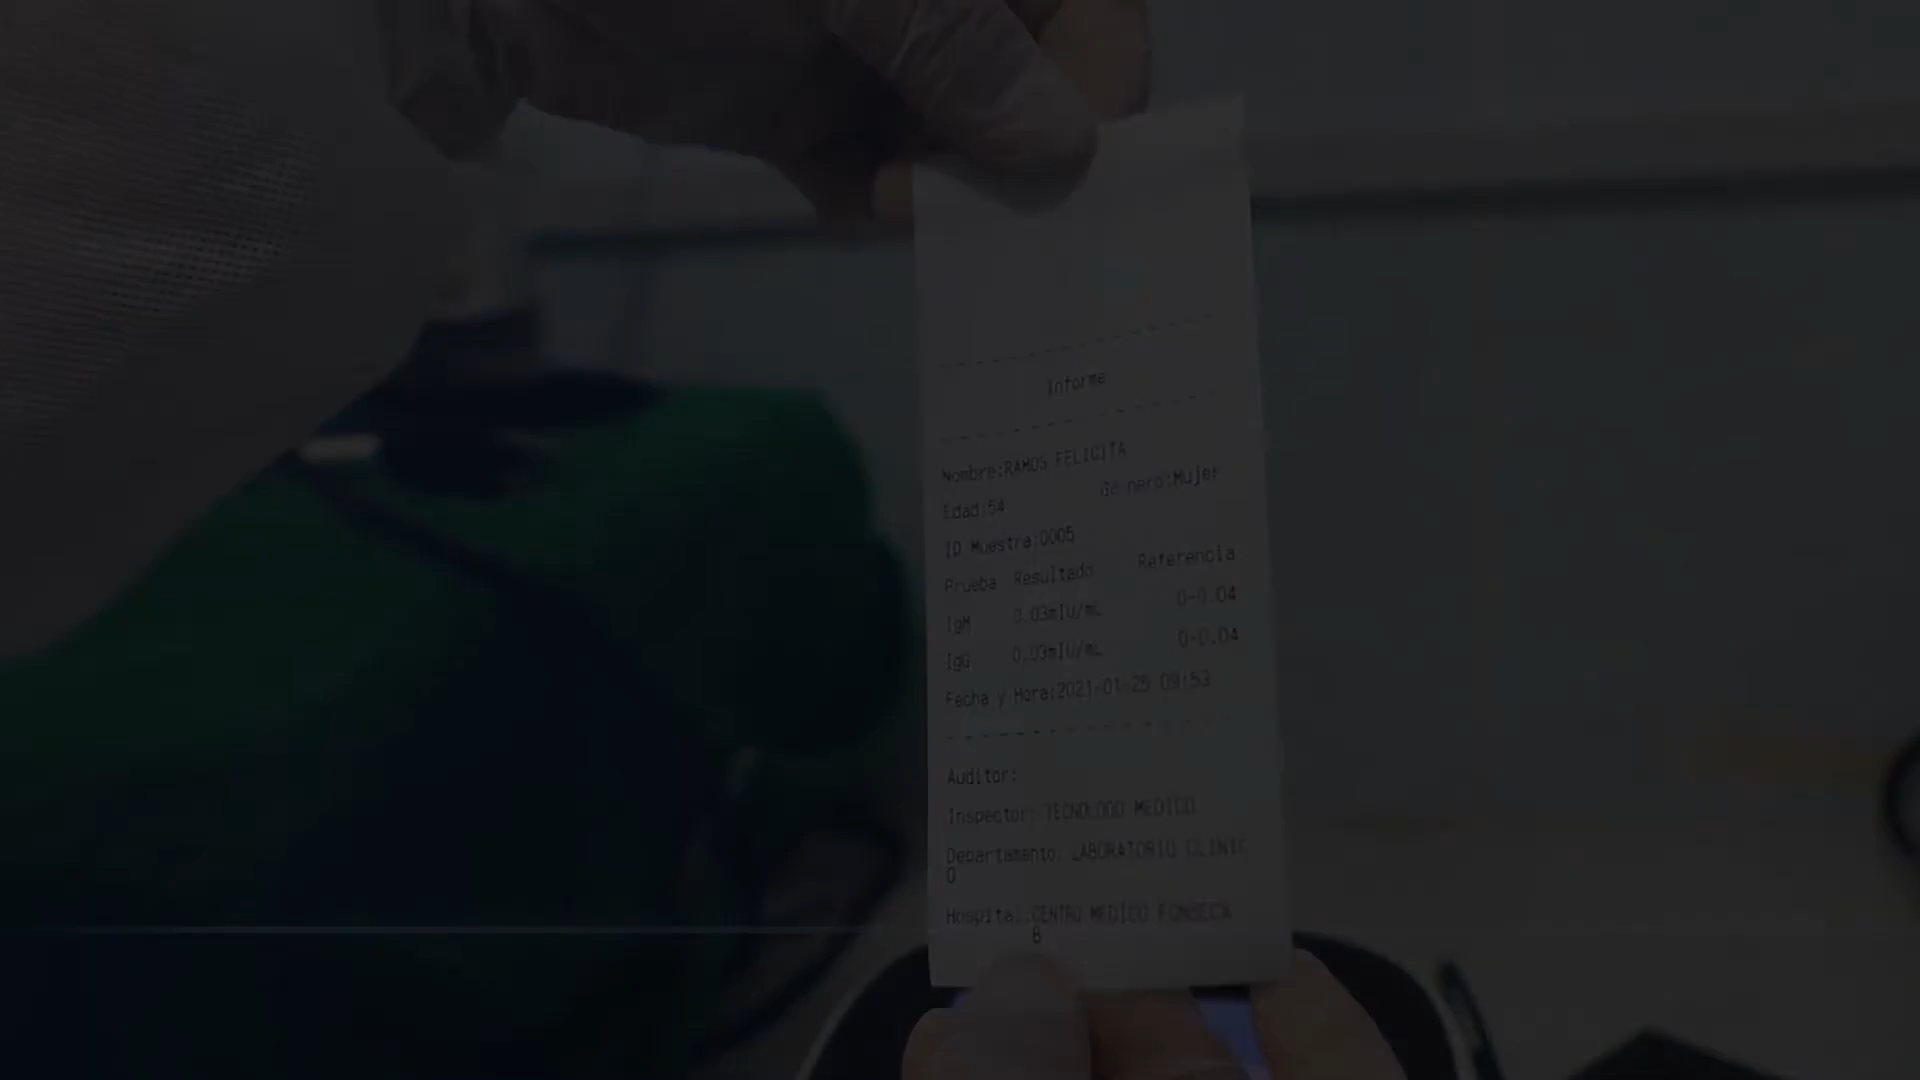 Informe
Nombre:RAMOS FELICITA
Edad:54 Género:Mujer
ID Muestra:0005
Prueba Resultado Referencia
IgM 0.03mIU/mL 0-0.04
IgG 0.03mIU/mL 0-0.04
Fecha y Hora:2021-01-25 09:53
Auditor:
Inspector: TECNOLOGO MEDICO
Departamento: LABORATORIO CLINIC
O
Hospital:CENTRO MEDICO FONSECA
B